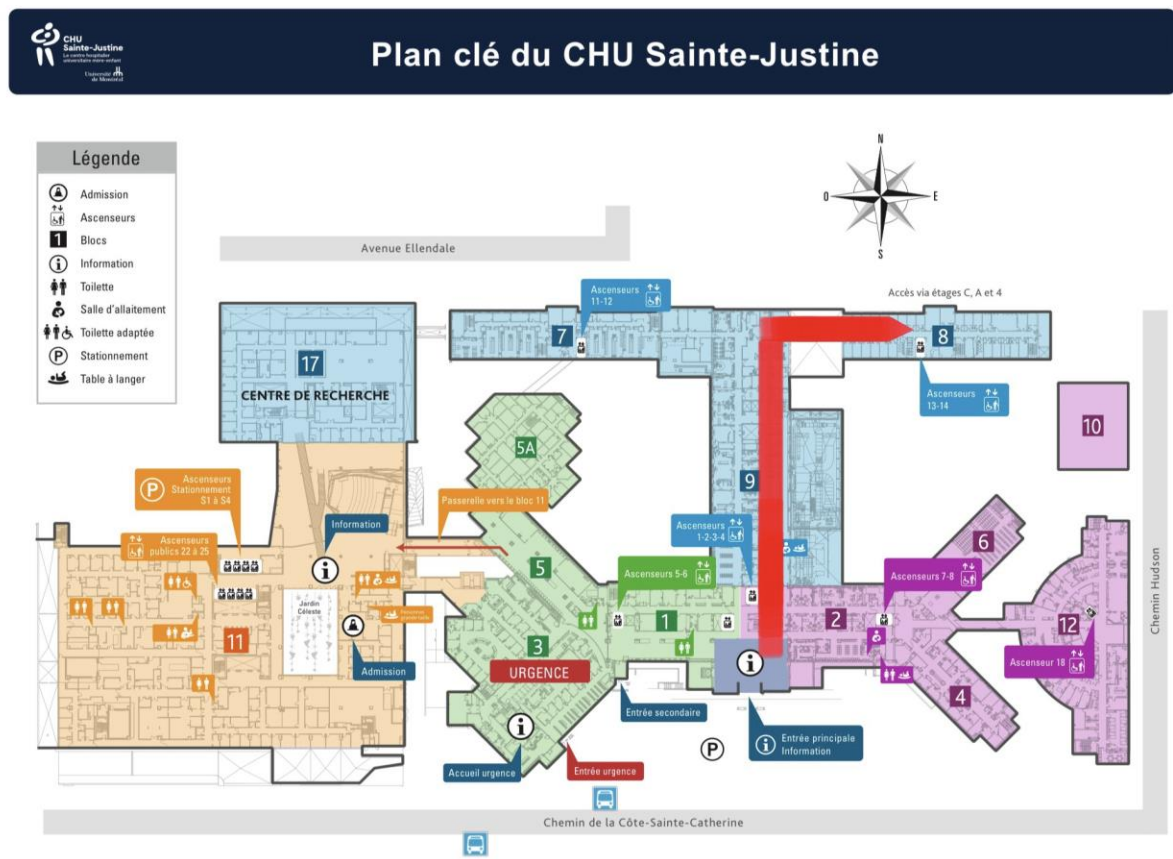 CHU
Sainte-Justine
Le centre hospitalier
universitaire mère-enfant
Université
de Montréal
Plan clé du CHU Sainte-Justine
Légende
Admission
Ascenseurs
1 Blocs
Information
Toilette
Salle d'allaitement
Toilette adaptée
P Stationnement
Table à langer
N
O
E
S
Avenue Ellendale
Accès via étages C, A et 4
Ascenseurs
11-12
7
8
Ascenseurs
13-14
17
CENTRE DE RECHERCHE
10
5A
9
P
Ascenseurs
Stationnement
S1 à S4
Passerelle vers le bloc 11
Information
Ascenseurs
publics 22 à 25
Ascenseurs
1-2-3-4
6
Ascenseurs 5-6
Ascenseurs 7-8
5
Jardin
Céleste
1
2
12
11
3
Admission
URGENCE
Ascenseur 18
4
Entrée secondaire
Entrée principale
Information
P
Accueil urgence
Entrée urgence
Chemin Hudson
Chemin de la Côte-Sainte-Catherine